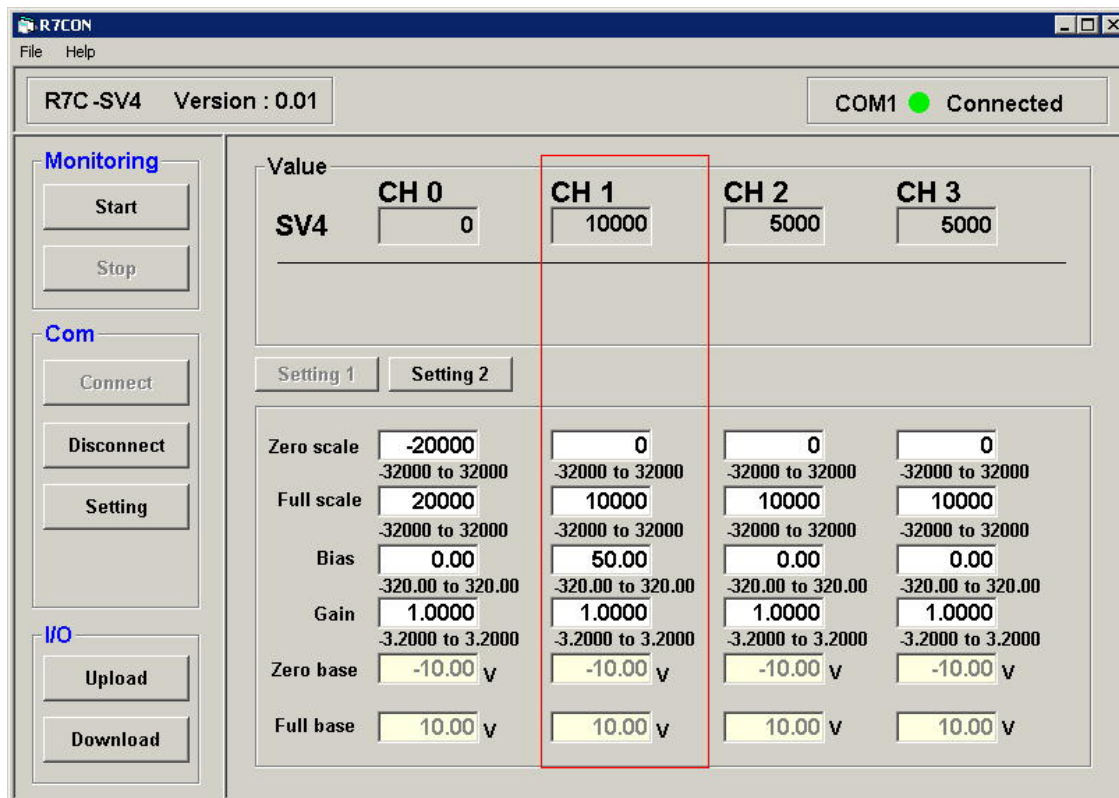 R7CON
File Help
R7C-SV4 Version : 0.01
COM1 Connected
Monitoring
Start
Stop
Com
Connect
Disconnect
Setting
I/O
Upload
Download
Value
CH 0 CH 1 CH 2 CH 3
SV4 0 10000 5000 5000
Setting 1 Setting 2
Zero scale -20000 0 0 0
-32000 to 32000 -32000 to 32000 -32000 to 32000 -32000 to 32000
Full scale 20000 10000 10000 10000
-32000 to 32000 -32000 to 32000 -32000 to 32000 -32000 to 32000
Bias 0.00 50.00 0.00 0.00
-320.00 to 320.00 -320.00 to 320.00 -320.00 to 320.00 -320.00 to 320.00
Gain 1.0000 1.0000 1.0000 1.0000
-3.2000 to 3.2000 -3.2000 to 3.2000 -3.2000 to 3.2000 -3.2000 to 3.2000
Zero base -10.00 V -10.00 V -10.00 V -10.00 V
Full base 10.00 V 10.00 V 10.00 V 10.00 V